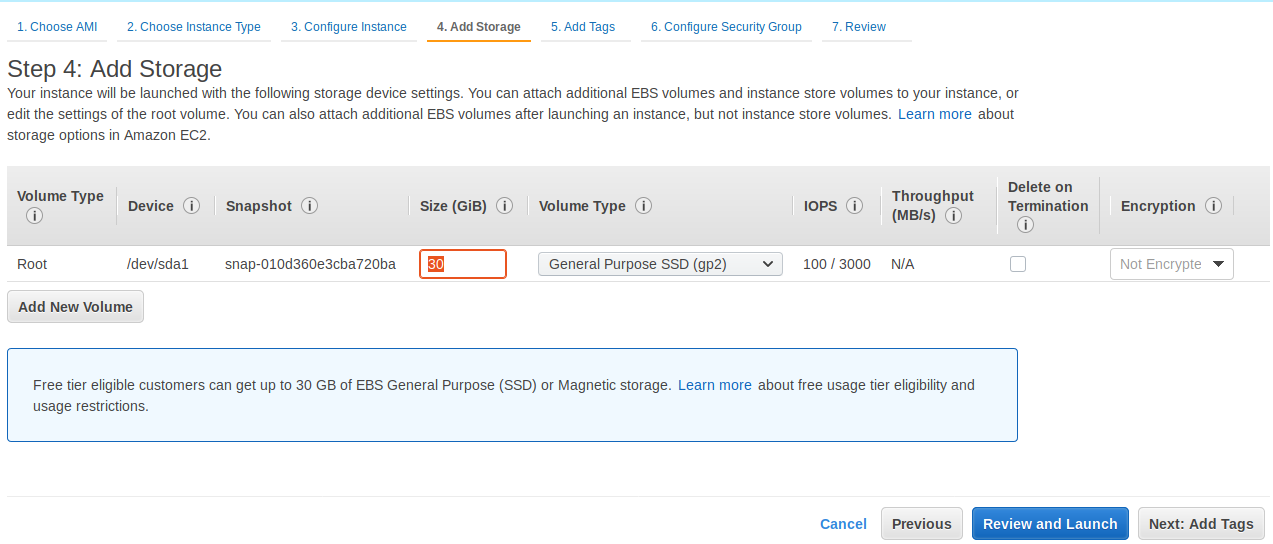 1. Choose AMI 2. Choose Instance Type 3. Configure Instance 4. Add Storage 5. Add Tags 6. Configure Security Group 7. Review
Step 4: Add Storage
Your instance will be launched with the following storage device settings. You can attach additional EBS volumes and instance store volumes to your instance, or
edit the settings of the root volume. You can also attach additional EBS volumes after launching an instance, but not instance store volumes. Learn more about
storage options in Amazon EC2.
Volume Type i Device i Snapshot i Size (GiB) i Volume Type i IOPS i Throughput (MB/s) i Delete on Termination i Encryption i
Root /dev/sda1 snap-010d360e3cba720ba 30 General Purpose SSD (gp2) 100 / 3000 N/A Not Encrypte
Add New Volume
Free tier eligible customers can get up to 30 GB of EBS General Purpose (SSD) or Magnetic storage. Learn more about free usage tier eligibility and
usage restrictions.
Cancel Previous Review and Launch Next: Add Tags